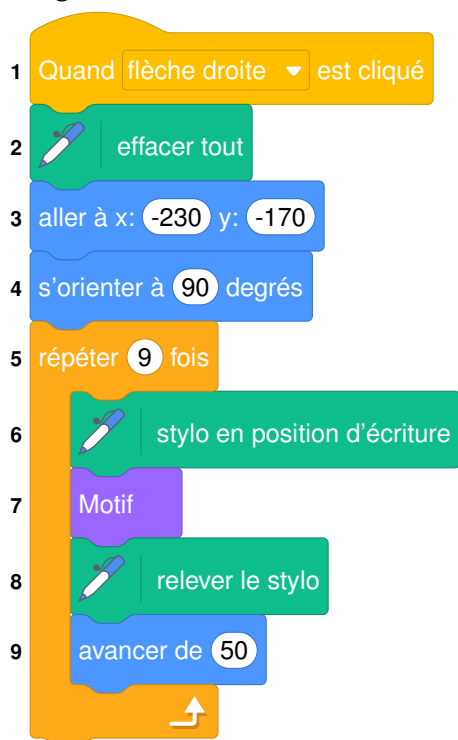 1 Quand flèche droite est cliqué
2 effacer tout
3 aller à x: -230 y: -170
4 s'orienter à 90 degrés
5 répéter 9 fois
6 stylo en position d'écriture
7 Motif
8 relever le stylo
9 avancer de 50